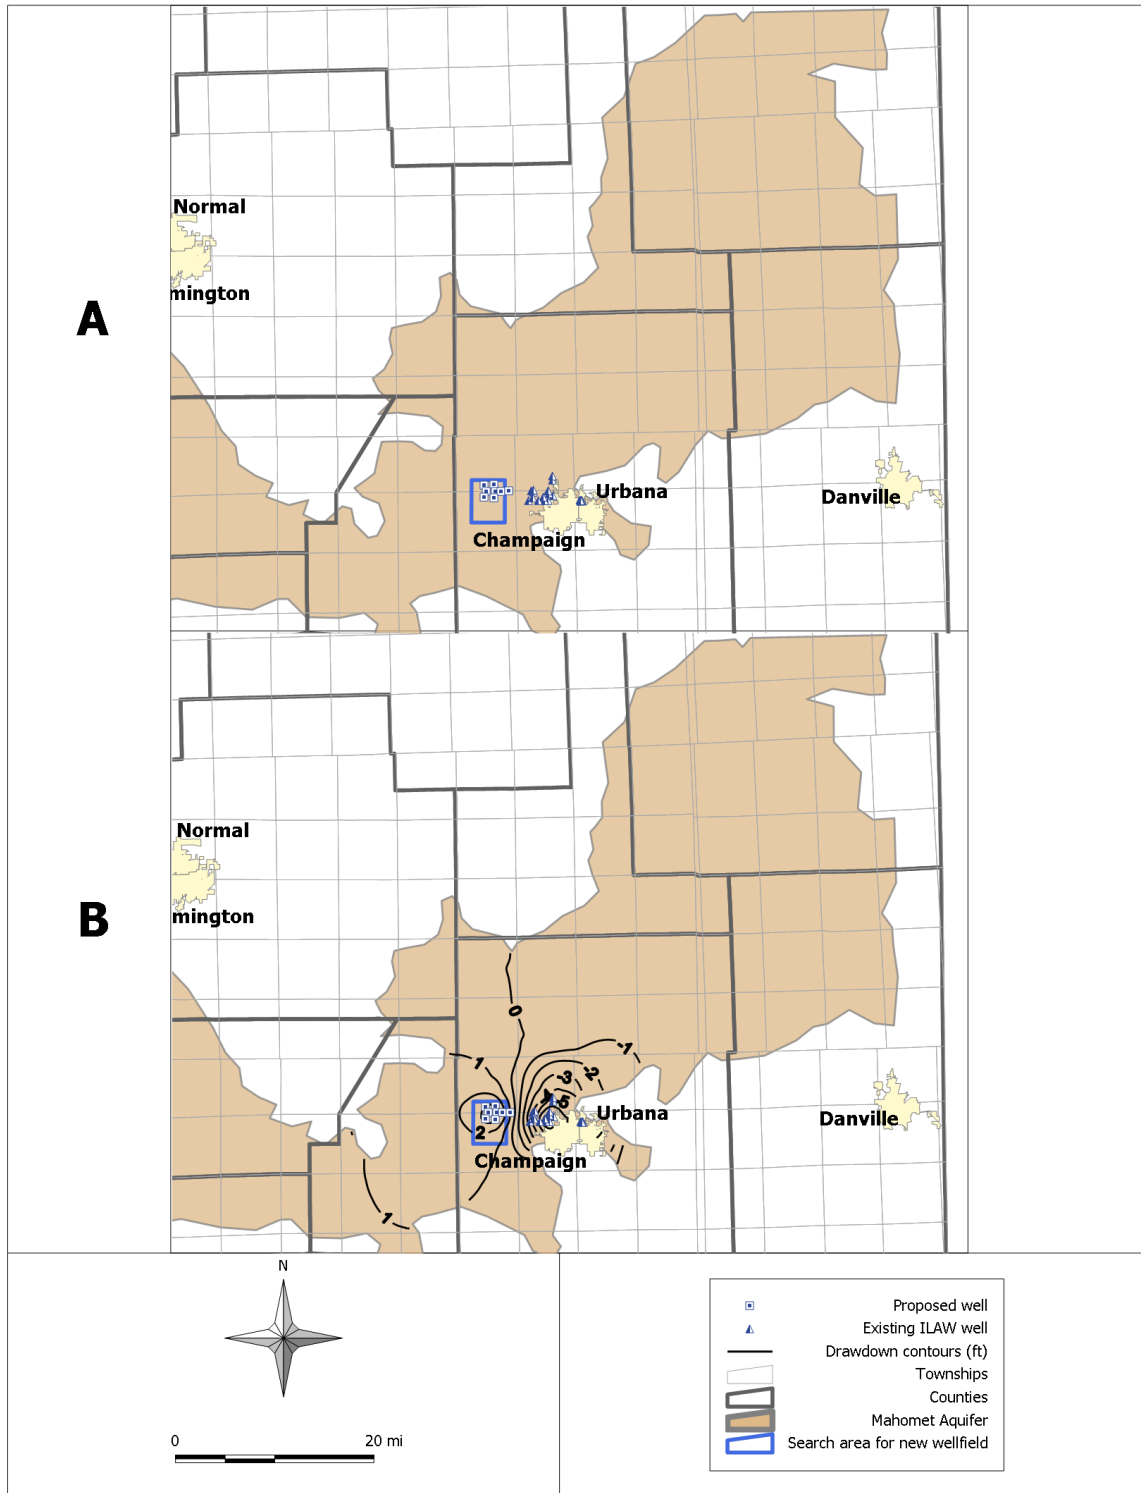 Normal
mington
A
Urbana
Danville
Champaign
Normal
mington
B
0
-1
1
-2
-3
-5
2
Urbana
Danville
Champaign
1
N
0 20 mi
Proposed well
Existing ILAW well
Drawdown contours (ft)
Townships
Counties
Mahomet Aquifer
Search area for new wellfield